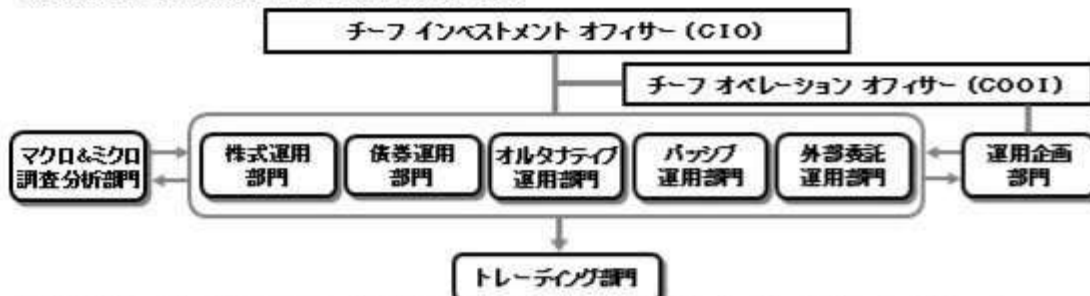 チーフ インベストメント オフィサー (CIO)
チーフ オペレーション オフィサー (COOI)
マクロ&ミクロ
調査分析部門
株式運用
部門
債券運用
部門
オルタナティブ
運用部門
パッシブ
運用部門
外部委託
運用部門
運用企画
部門
トレーディング部門